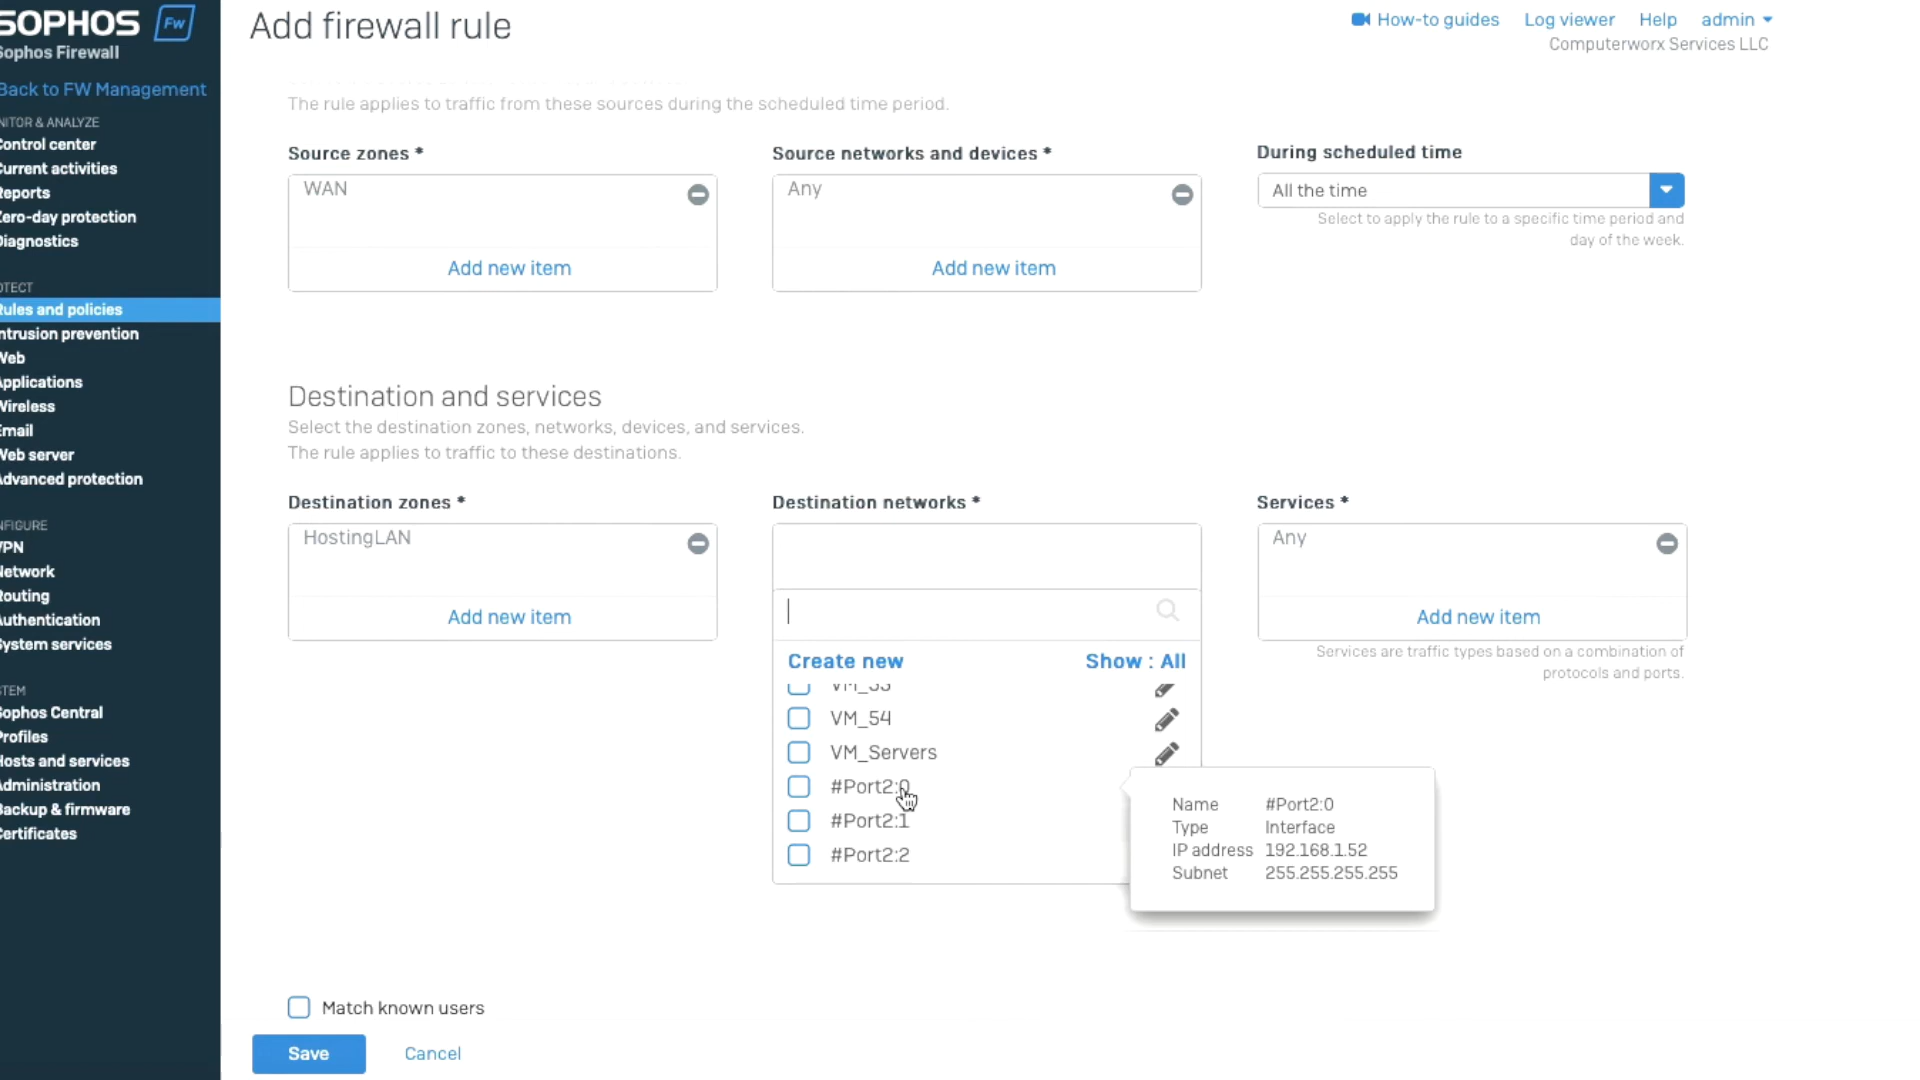 SOPHOS Fw
Sophos Firewall
Back to FW Management
NITOR & ANALYZE
Control center
Current activities
Reports
Zero-day protection
Diagnostics
OTECT
Rules and policies
Intrusion prevention
Web
Applications
Wireless
Email
Web server
Advanced protection
NFIGURE
VPN
Network
Routing
Authentication
System services
STEM
Sophos Central
Profiles
Hosts and services
Administration
Backup & firmware
Certificates
Add firewall rule
How-to guides Log viewer Help admin
Computerworx Services LLC
The rule applies to traffic from these sources during the scheduled time period.
Source zones * Source networks and devices * During scheduled time
WAN Any All the time
Select to apply the rule to a specific time period and
day of the week.
Add new item Add new item
Destination and services
Select the destination zones, networks, devices, and services.
The rule applies to traffic to these destinations.
Destination zones * Destination networks * Services *
HostingLAN Any
Add new item Add new item
Services are traffic types based on a combination of
protocols and ports.
Create new Show : All
VM_54
VM_Servers
#Port2:0
#Port2:1
#Port2:2
Name #Port2:0
Type Interface
IP address 192.168.1.52
Subnet 255.255.255.255
Match known users
Save Cancel